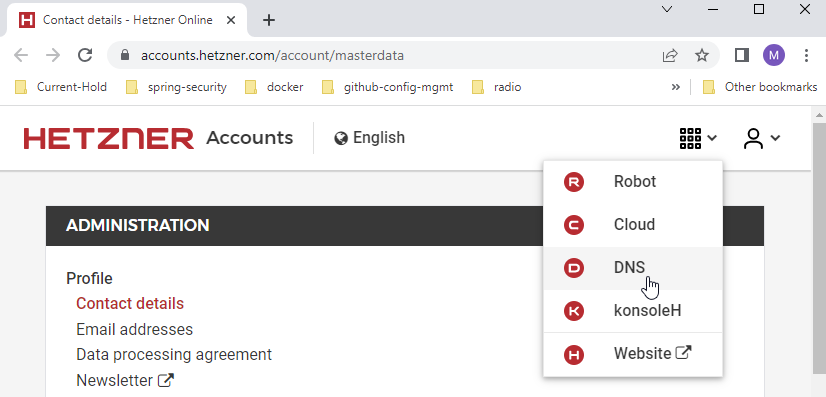 Contact details - Hetzner Online
accounts.hetzner.com/account/masterdata
M
Current-Hold spring-security docker github-config-mgmt radio » Other bookmarks
HETZNER Accounts English
R Robot
C Cloud
D DNS
K konsoleH
H Website
ADMINISTRATION
Profile
Contact details
Email addresses
Data processing agreement
Newsletter